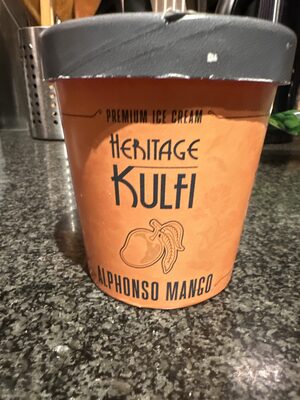 PREMIUM ICE CREAM
HERITAGE
KULFI
ALPHONSO MANGO